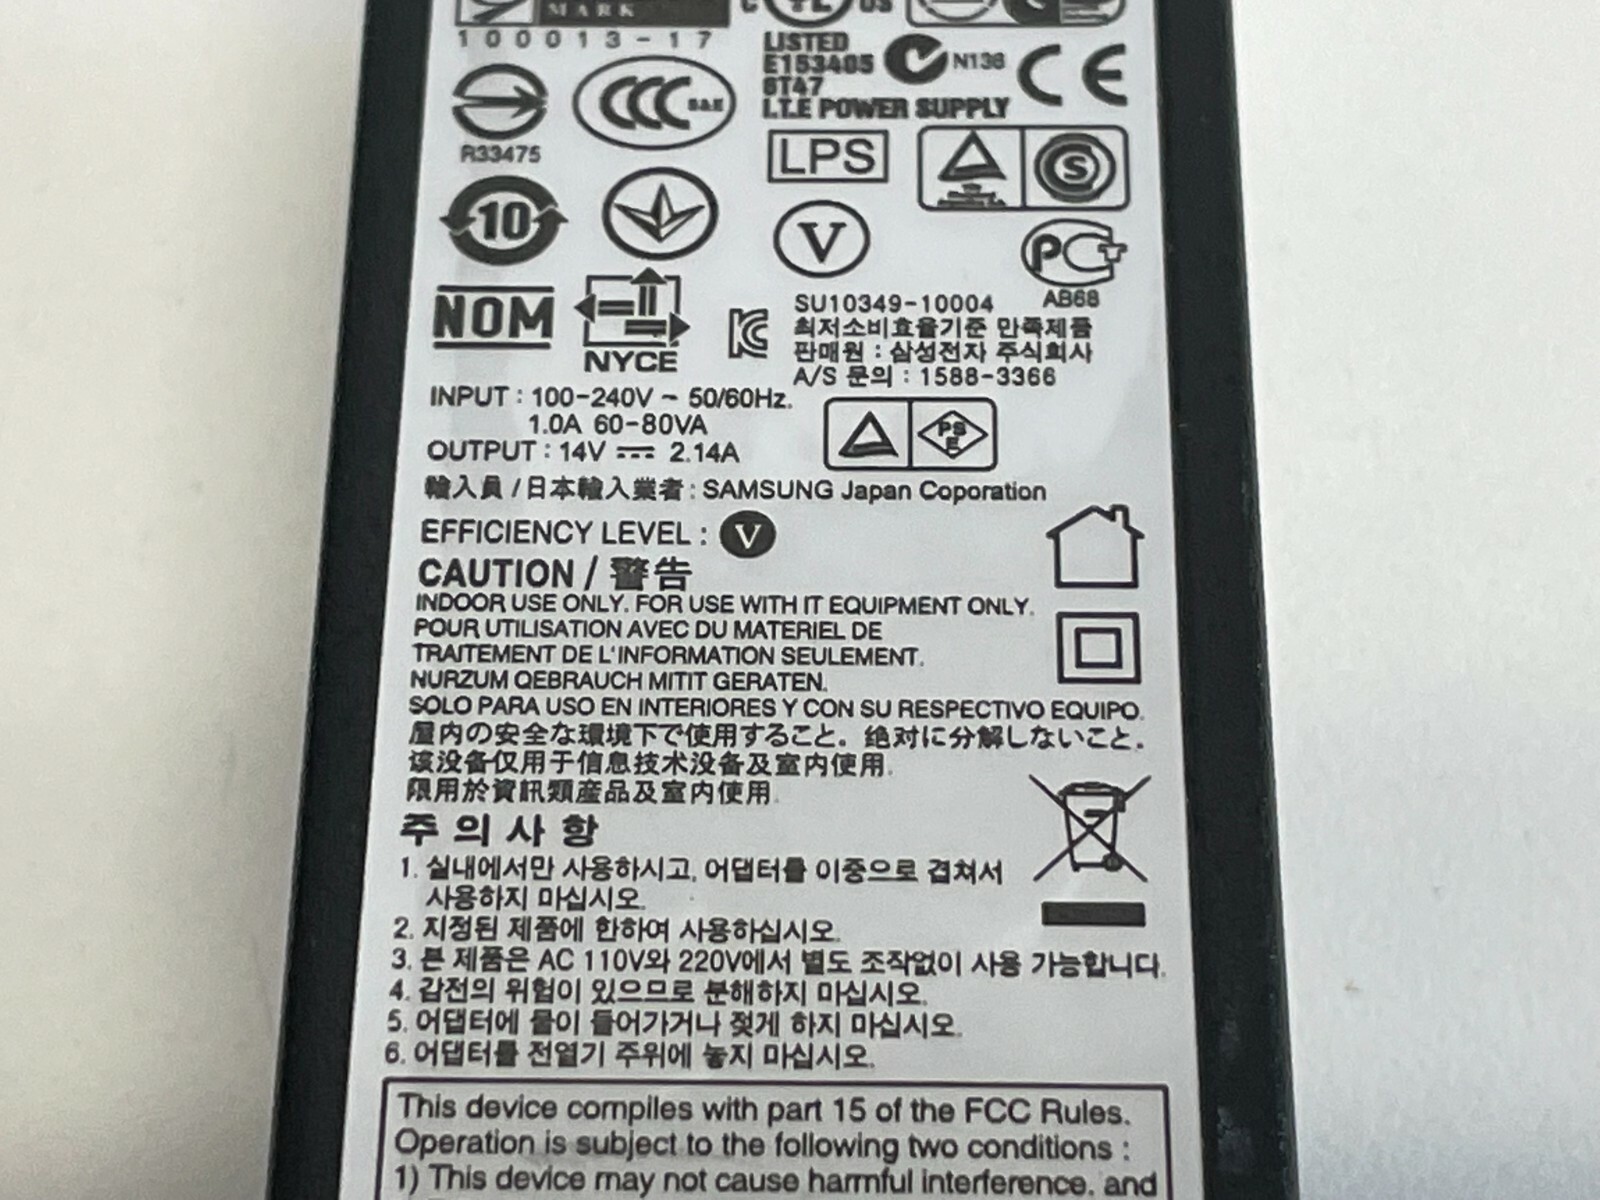 MARK
100013-17
C UL US
LISTED
E153405
6T47
I.T.E POWER SUPPLY
N136
CE
CCC S&E
R33475
LPS
S
10
V
PCT
AB68
NOM
NYCE
SU10349-10004
최저소비효율기준 만족제품
판매원 : 삼성전자 주식회사
A/S 문의 : 1588-3366
INPUT : 100-240V ~ 50/60Hz.
1.0A 60-80VA
OUTPUT : 14V ⎓ 2.14A
PS
E
輸入員 / 日本輸入業者 : SAMSUNG Japan Coporation
EFFICIENCY LEVEL : V
CAUTION / 警告
INDOOR USE ONLY. FOR USE WITH IT EQUIPMENT ONLY.
POUR UTILISATION AVEC DU MATERIEL DE
TRAITEMENT DE L'INFORMATION SEULEMENT.
NURZUM QEBRAUCH MITIT GERATEN.
SOLO PARA USO EN INTERIORES Y CON SU RESPECTIVO EQUIPO.
屋内の安全な環境下で使用すること。絶対に分解しないこと。
该设备仅用于信息技术设备及室内使用.
限用於資訊類産品及室内使用.
주 의 사 항
1. 실내에서만 사용하시고, 어댑터를 이중으로 겹쳐서
사용하지 마십시오.
2. 지정된 제품에 한하여 사용하십시오.
3. 본 제품은 AC 110V와 220V에서 별도 조작없이 사용 가능합니다.
4. 감전의 위험이 있으므로 분해하지 마십시오.
5. 어댑터에 물이 들어가거나 젖게 하지 마십시오.
6. 어댑터를 전열기 주위에 놓지 마십시오.
This device compiles with part 15 of the FCC Rules.
Operation is subject to the following two conditions :
1) This device may not cause harmful interference. and